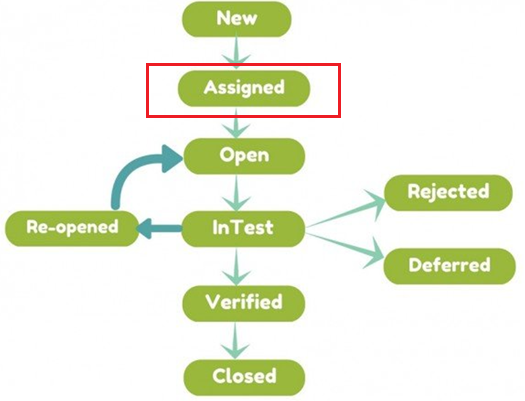 New
Assigned
Open
Rejected
Re-opened
InTest
Deferred
Verified
Closed